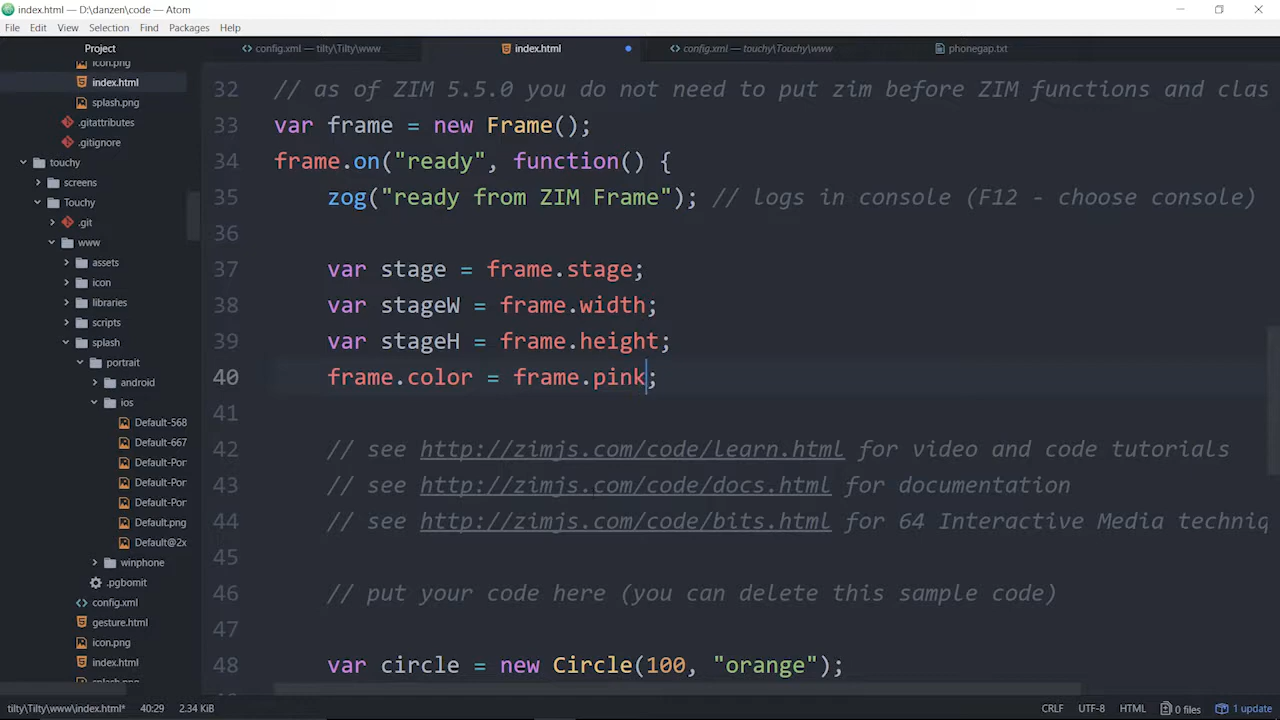 index.html — D:\danzen\code — Atom
File Edit View Selection Find Packages Help
Project
config.xml — tilty\Tilty\www
index.html
config.xml — touchy\Touchy\www
phonegap.txt
icon.png
index.html
splash.png
.gitattributes
.gitignore
touchy
screens
Touchy
.git
www
assets
icon
libraries
scripts
splash
portrait
android
ios
Default-568
Default-667
Default-Por
Default-Por
Default-Por
Default.png
Default@2x
winphone
.pgbomit
config.xml
gesture.html
icon.png
index.html
splash.png
32 // as of ZIM 5.5.0 you do not need to put zim before ZIM functions and clas
33 var frame = new Frame();
34 frame.on("ready", function() {
35 zog("ready from ZIM Frame"); // logs in console (F12 - choose console)
36
37 var stage = frame.stage;
38 var stageW = frame.width;
39 var stageH = frame.height;
40 frame.color = frame.pink;
41
42 // see http://zimjs.com/code/learn.html for video and code tutorials
43 // see http://zimjs.com/code/docs.html for documentation
44 // see http://zimjs.com/code/bits.html for 64 Interactive Media techniq
45
46 // put your code here (you can delete this sample code)
47
48 var circle = new Circle(100, "orange");
tilty\Tilty\www\index.html* 40:29 2.34 KiB CRLF UTF-8 HTML 0 files 1 update